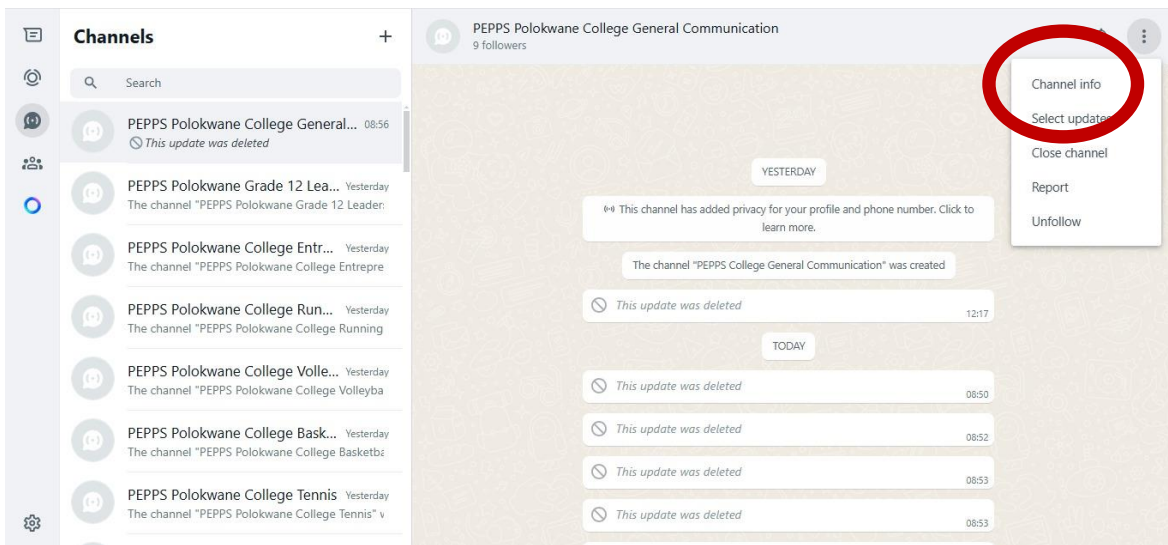 Channels
Search
PEPPS Polokwane College General... 08:56
This update was deleted
PEPPS Polokwane Grade 12 Lea... Yesterday
The channel "PEPPS Polokwane Grade 12 Leader:
PEPPS Polokwane College Entr... Yesterday
The channel "PEPPS Polokwane College Entrepre
PEPPS Polokwane College Run... Yesterday
The channel "PEPPS Polokwane College Running
PEPPS Polokwane College Volle... Yesterday
The channel "PEPPS Polokwane College Volleyba
PEPPS Polokwane College Bask... Yesterday
The channel "PEPPS Polokwane College Basketba
PEPPS Polokwane College Tennis Yesterday
The channel "PEPPS Polokwane College Tennis"
PEPPS Polokwane College General Communication
9 followers
YESTERDAY
This channel has added privacy for your profile and phone number. Click to
learn more.
The channel "PEPPS College General Communication" was created
This update was deleted 12:17
TODAY
This update was deleted 08:50
This update was deleted 08:52
This update was deleted 08:53
This update was deleted 08:53
Channel info
Select updates
Close channel
Report
Unfollow